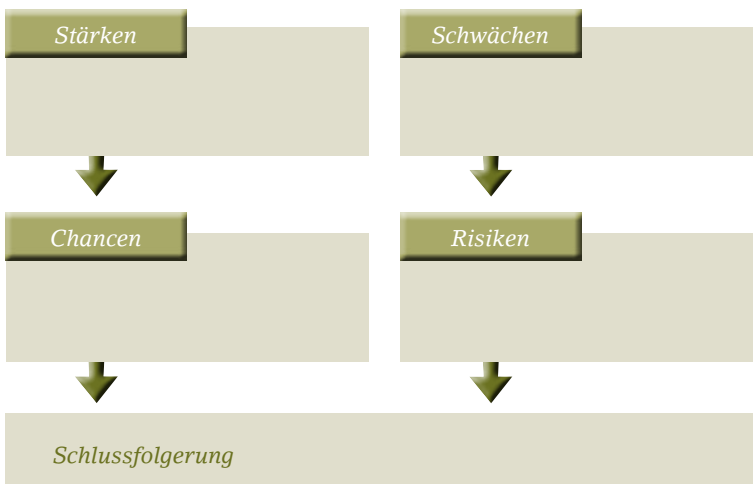 Stärken
Schwächen
Chancen
Risiken
Schlussfolgerung